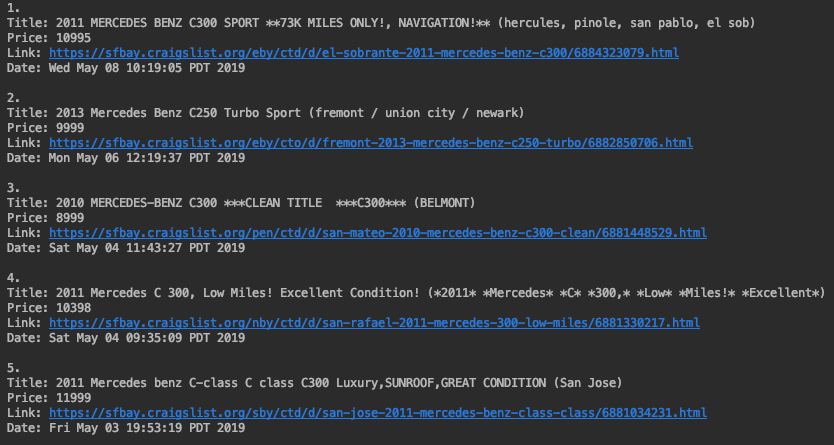 1.
Title: 2011 MERCEDES BENZ C300 SPORT **73K MILES ONLY!, NAVIGATION!** (hercules, pinole, san pablo, el sob)
Price: 10995
Link: https://sfbay.craigslist.org/eby/ctd/d/el-sobrante-2011-mercedes-benz-c300/6884323079.html
Date: Wed May 08 10:19:05 PDT 2019
2.
Title: 2013 Mercedes Benz C250 Turbo Sport (fremont / union city / newark)
Price: 9999
Link: https://sfbay.craigslist.org/eby/cto/d/fremont-2013-mercedes-benz-c250-turbo/6882850706.html
Date: Mon May 06 12:19:37 PDT 2019
3.
Title: 2010 MERCEDES-BENZ C300 ***CLEAN TITLE  ***C300*** (BELMONT)
Price: 8999
Link: https://sfbay.craigslist.org/pen/ctd/d/san-mateo-2010-mercedes-benz-c300-clean/6881448529.html
Date: Sat May 04 11:43:27 PDT 2019
4.
Title: 2011 Mercedes C 300, Low Miles! Excellent Condition! (*2011* *Mercedes* *C* *300,* *Low* *Miles!* *Excellent*)
Price: 10398
Link: https://sfbay.craigslist.org/nby/ctd/d/san-rafael-2011-mercedes-300-low-miles/6881330217.html
Date: Sat May 04 09:35:09 PDT 2019
5.
Title: 2011 Mercedes benz C-class C class C300 Luxury,SUNROOF,GREAT CONDITION (San Jose)
Price: 11999
Link: https://sfbay.craigslist.org/sby/ctd/d/san-jose-2011-mercedes-benz-class-class/6881034231.html
Date: Fri May 03 19:53:19 PDT 2019